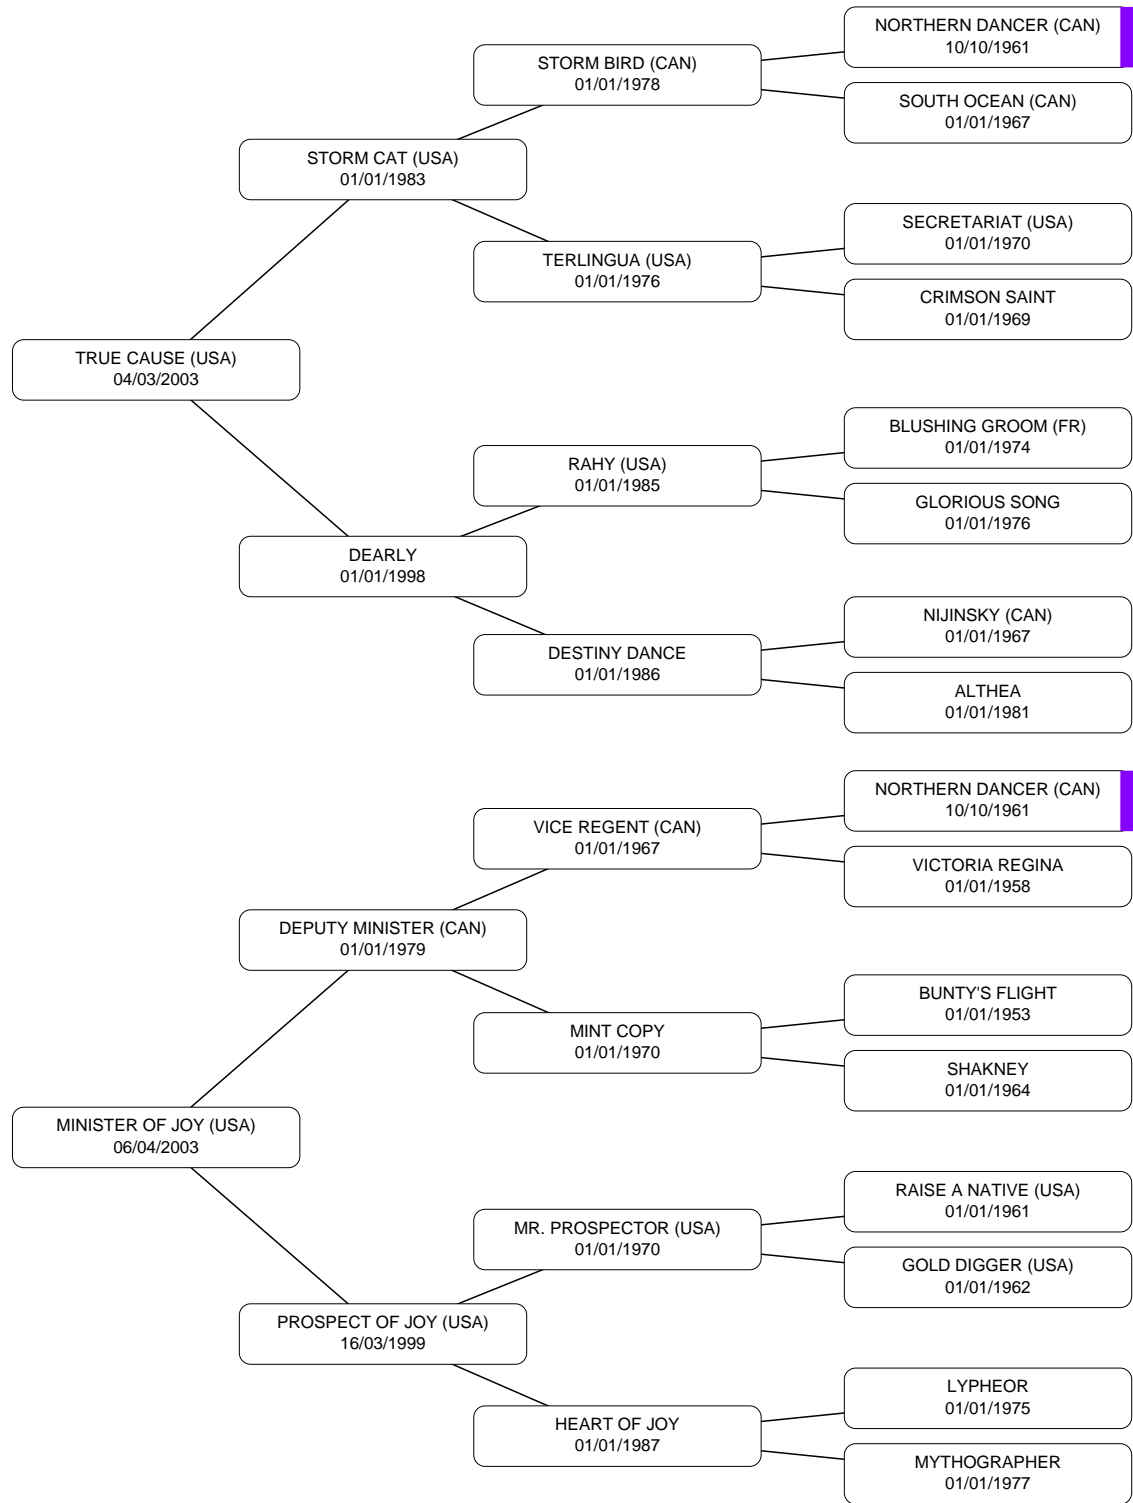 NORTHERN DANCER (CAN)
10/10/1961
STORM BIRD (CAN)
01/01/1978
SOUTH OCEAN (CAN)
01/01/1967
STORM CAT (USA)
01/01/1983
SECRETARIAT (USA)
01/01/1970
TERLINGUA (USA)
01/01/1976
CRIMSON SAINT
01/01/1969
TRUE CAUSE (USA)
04/03/2003
BLUSHING GROOM (FR)
01/01/1974
RAHY (USA)
01/01/1985
GLORIOUS SONG
01/01/1976
DEARLY
01/01/1998
NIJINSKY (CAN)
01/01/1967
DESTINY DANCE
01/01/1986
ALTHEA
01/01/1981
NORTHERN DANCER (CAN)
10/10/1961
VICE REGENT (CAN)
01/01/1967
VICTORIA REGINA
01/01/1958
DEPUTY MINISTER (CAN)
01/01/1979
BUNTY'S FLIGHT
01/01/1953
MINT COPY
01/01/1970
SHAKNEY
01/01/1964
MINISTER OF JOY (USA)
06/04/2003
RAISE A NATIVE (USA)
01/01/1961
MR. PROSPECTOR (USA)
01/01/1970
GOLD DIGGER (USA)
01/01/1962
PROSPECT OF JOY (USA)
16/03/1999
LYPHEOR
01/01/1975
HEART OF JOY
01/01/1987
MYTHOGRAPHER
01/01/1977